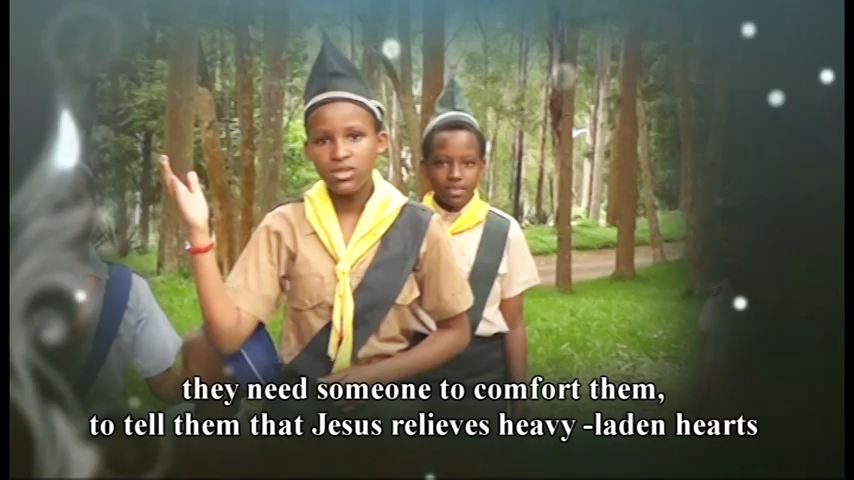 they need someone to comfort them,
to tell them that Jesus relieves heavy -laden hearts